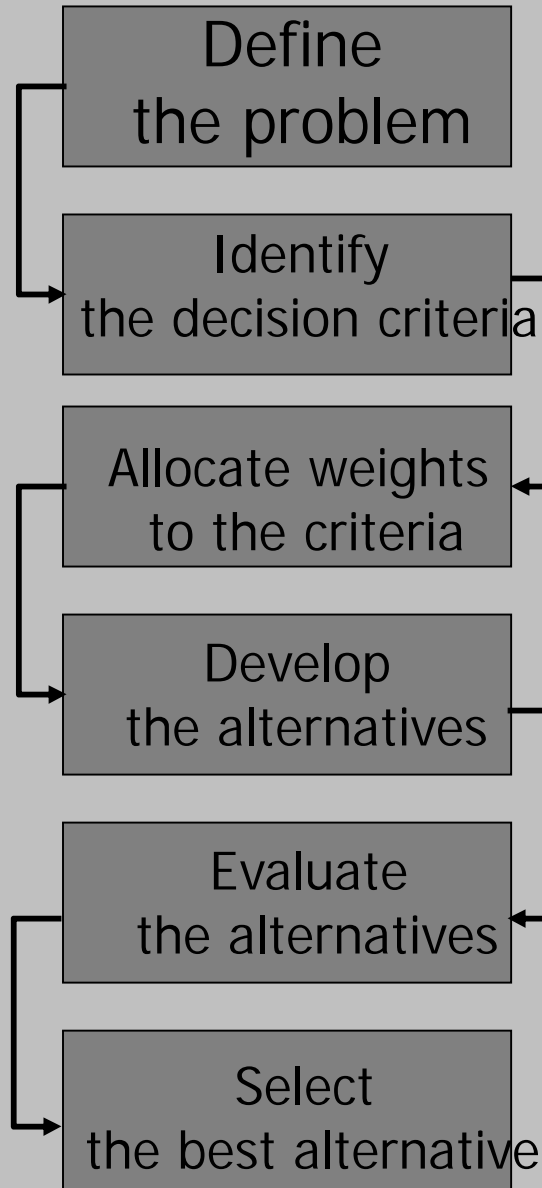 Define
the problem
Identify
the decision criteria
Allocate weights
to the criteria
Develop
the alternatives
Evaluate
the alternatives
Select
the best alternative